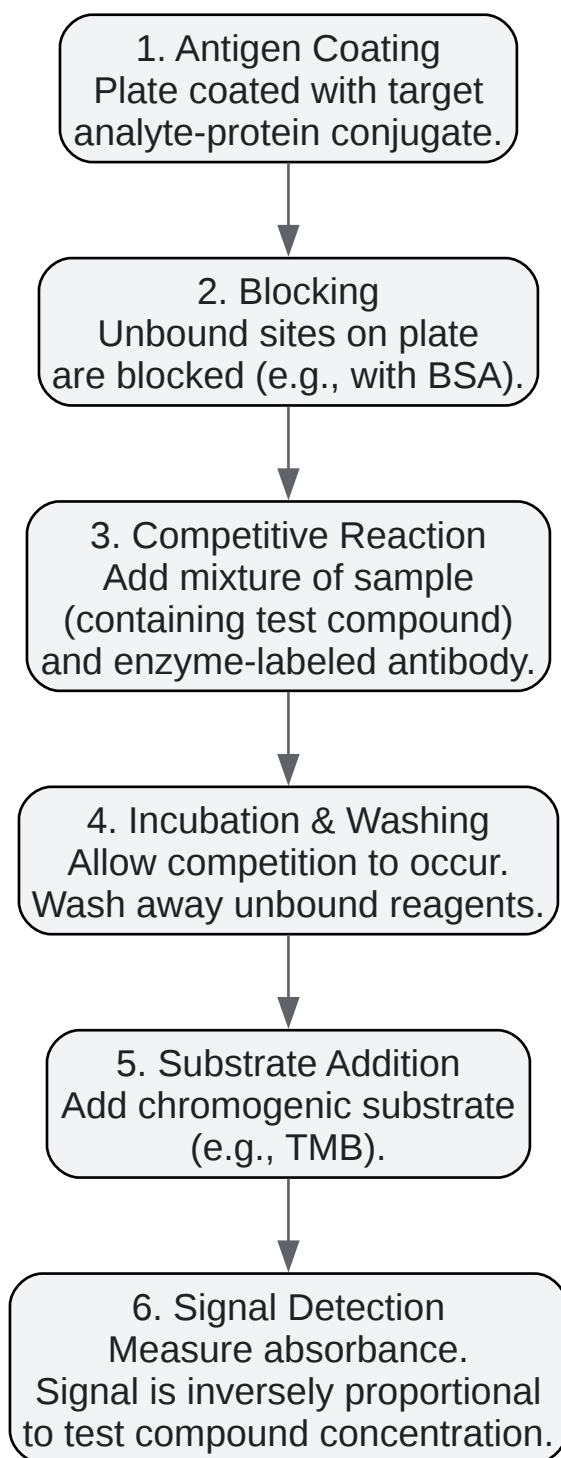 1. Antigen Coating
Plate coated with target
analyte-protein conjugate.
2. Blocking
Unbound sites on plate
are blocked (e.g., with BSA).
3. Competitive Reaction
Add mixture of sample
(containing test compound)
and enzyme-labeled antibody.
4. Incubation & Washing
Allow competition to occur.
Wash away unbound reagents.
5. Substrate Addition
Add chromogenic substrate
(e.g., TMB).
6. Signal Detection
Measure absorbance.
Signal is inversely proportional
to test compound concentration.